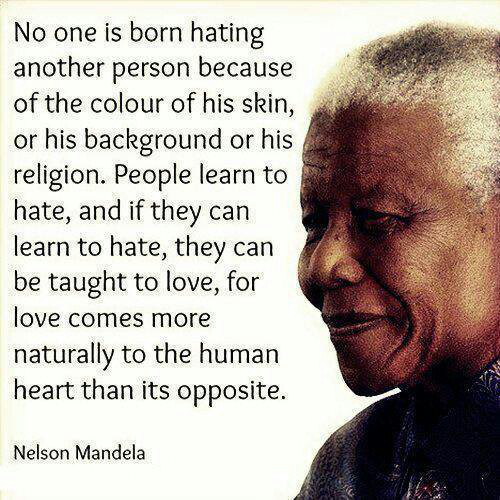 No one is born hating
another person because
of the colour of his skin,
or his background or his
religion. People learn to
hate, and if they can
learn to hate, they can
be taught to love, for
love comes more
naturally to the human
heart than its opposite.
Nelson Mandela